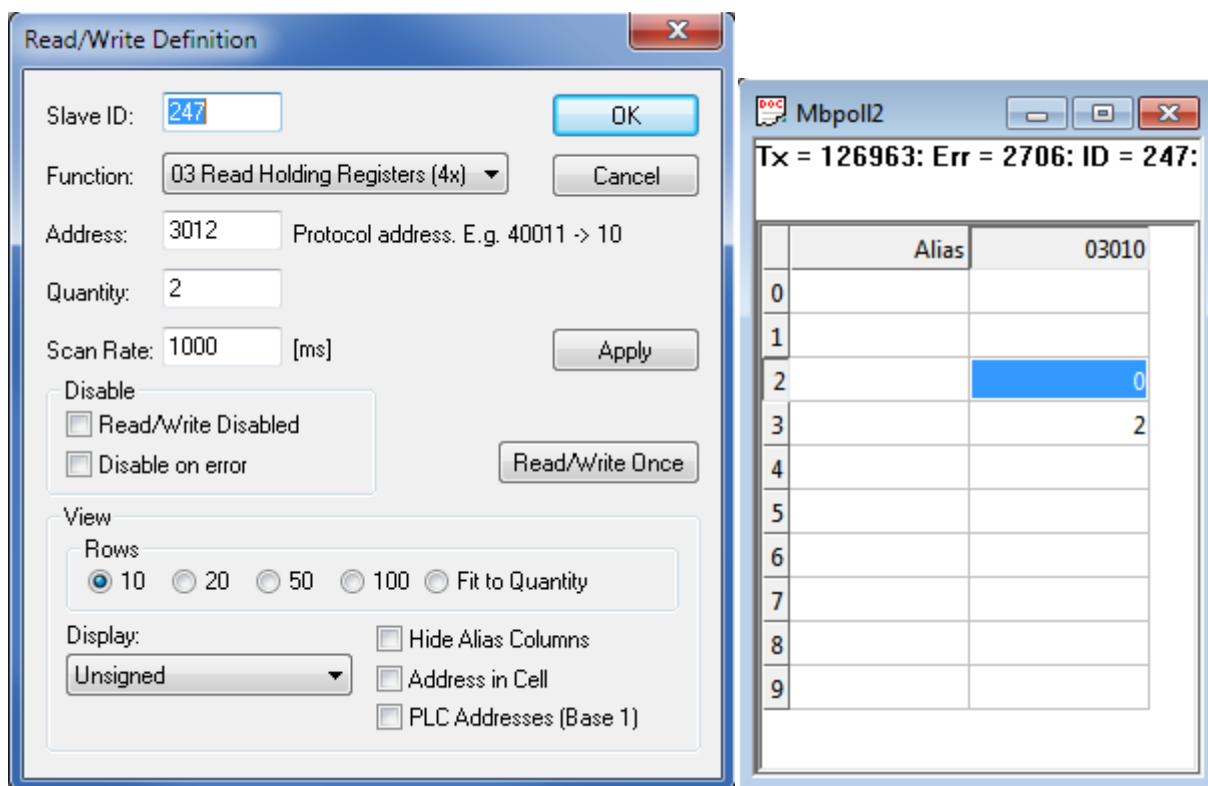 Read/Write Definition
Slave ID: 247
OK
Function: 03 Read Holding Registers (4x)
Cancel
Address: 3012 Protocol address. E.g. 40011 -> 10
Quantity: 2
Scan Rate: 1000 [ms]
Apply
Disable
Read/Write Disabled
Disable on error
Read/Write Once
View
Rows
10 20 50 100 Fit to Quantity
Display:
Unsigned
Hide Alias Columns
Address in Cell
PLC Addresses (Base 1)
DOC
Mbpoll2
Tx = 126963: Err = 2706: ID = 247:
Alias 03010
0
1
2 0
3 2
4
5
6
7
8
9